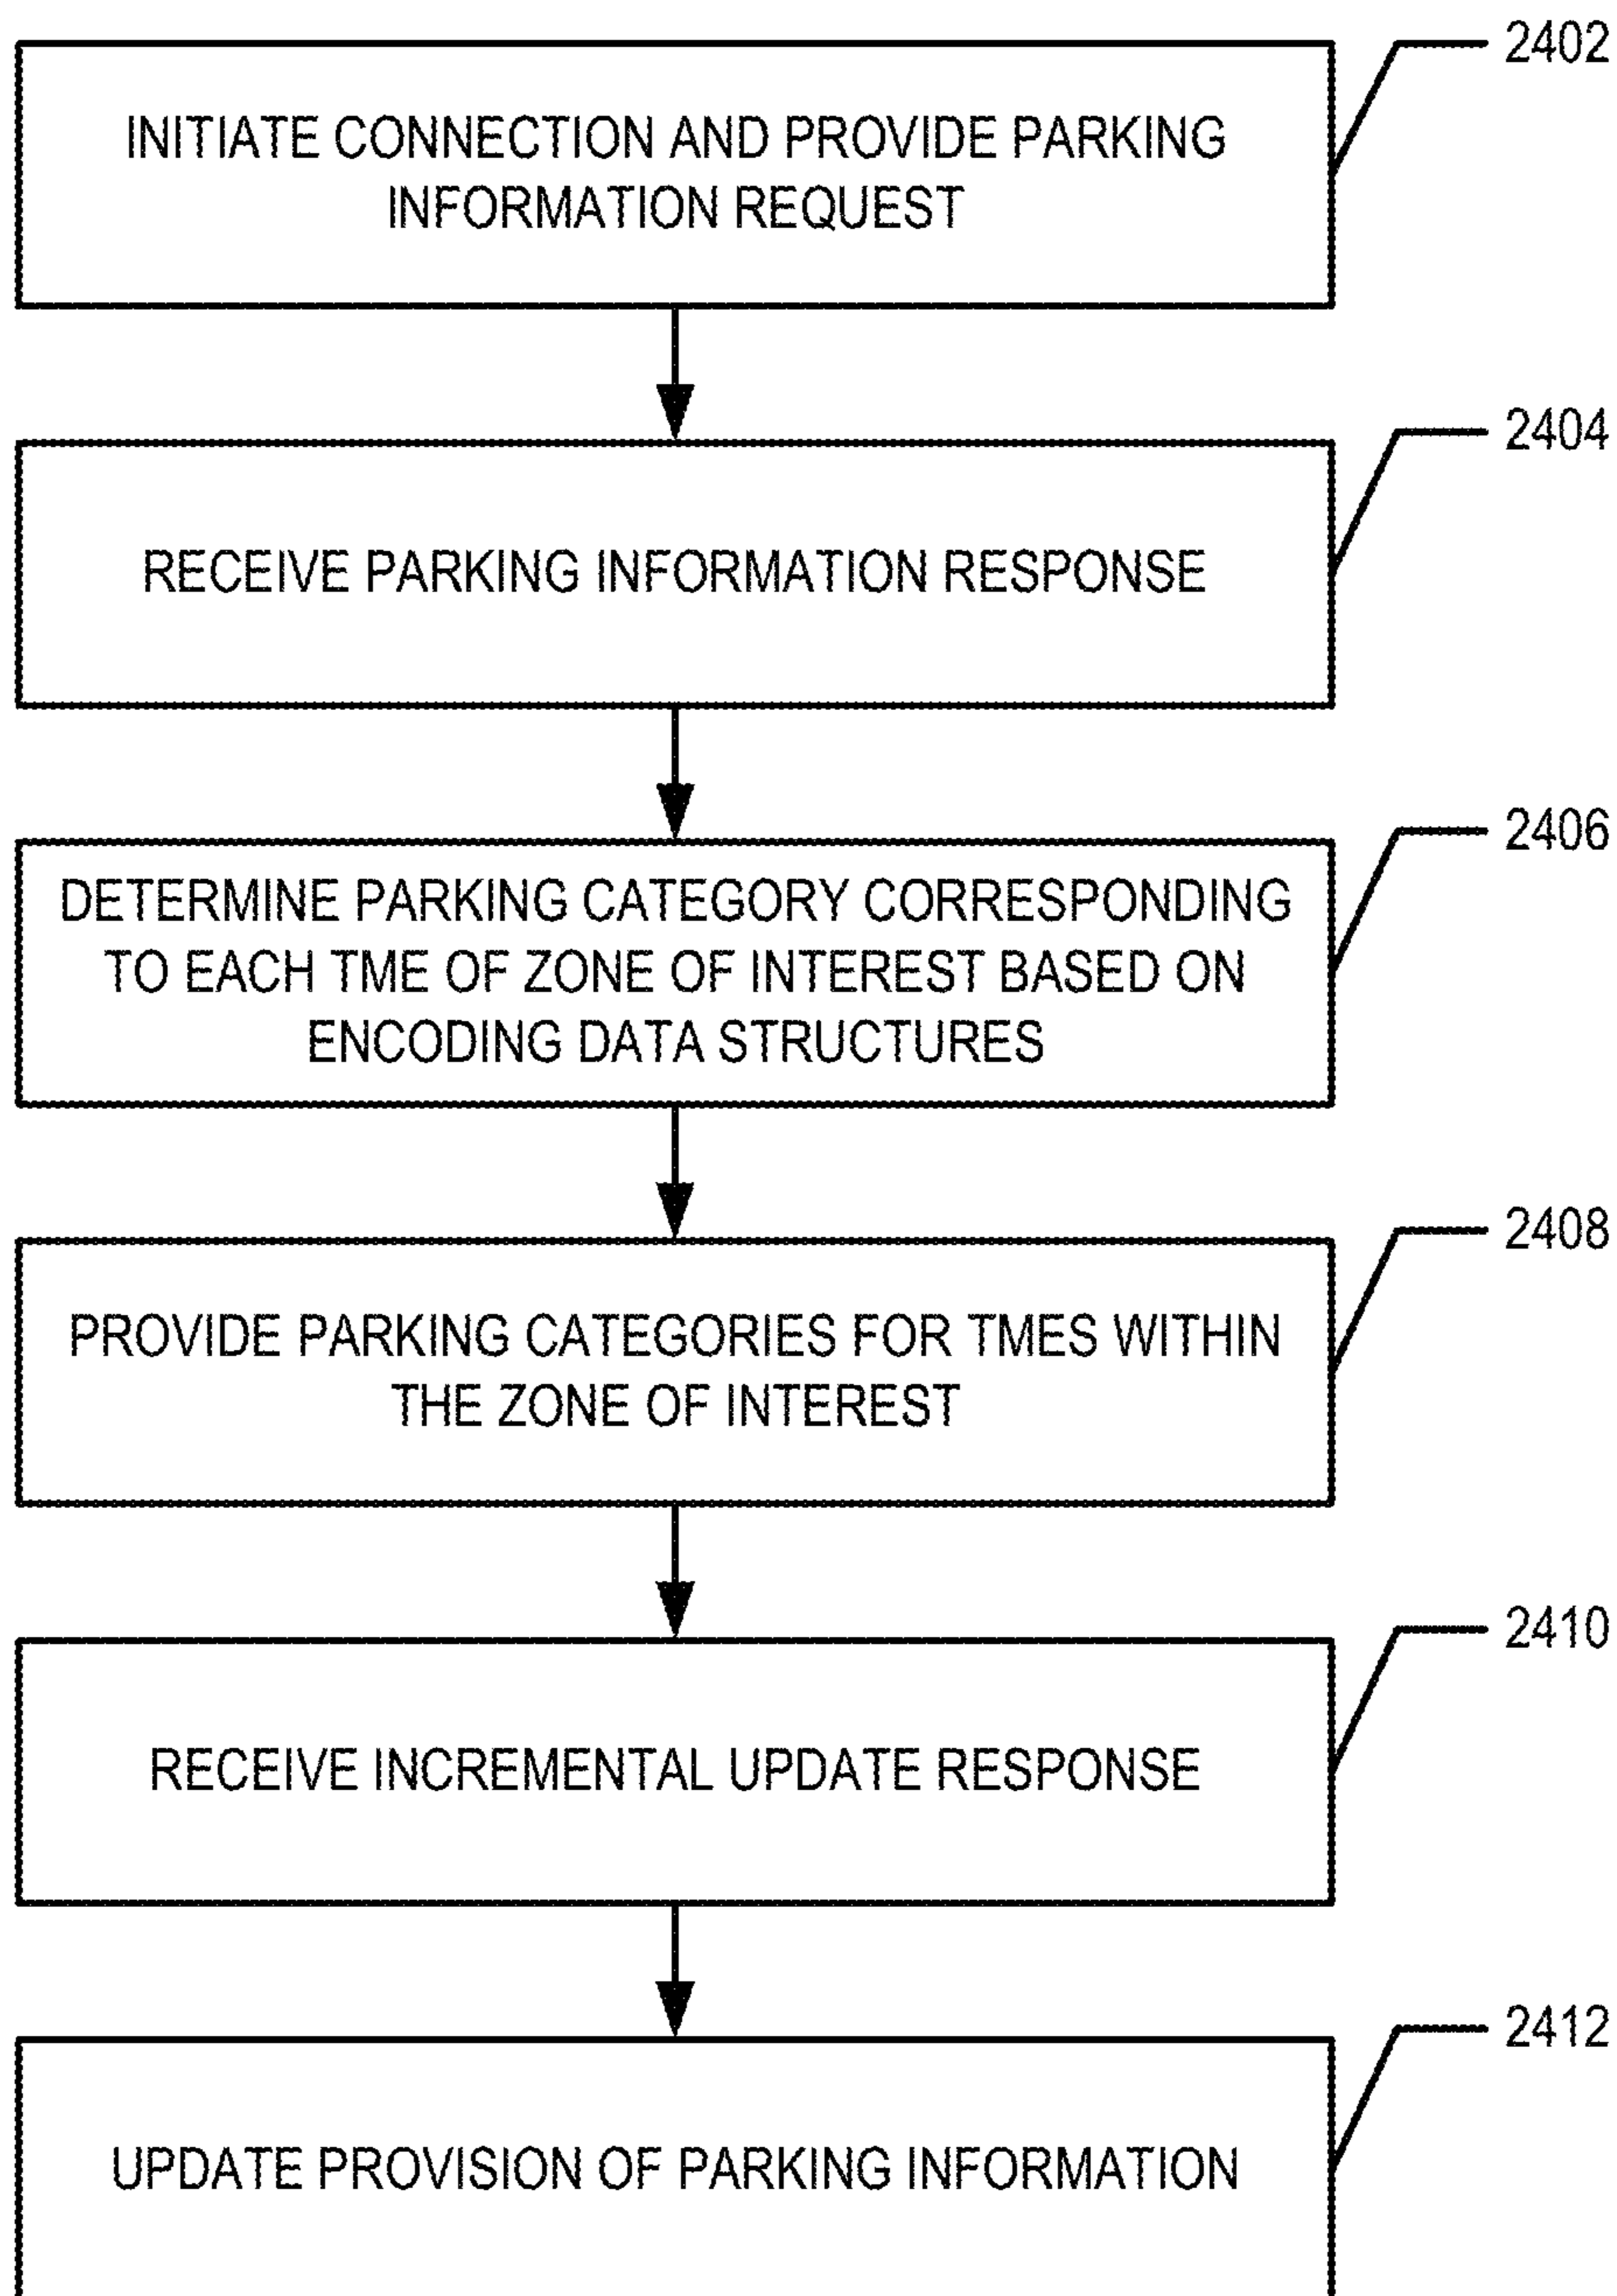 2402
INITIATE CONNECTION AND PROVIDE PARKING
INFORMATION REQUEST
2404
RECEIVE PARKING INFORMATION RESPONSE
2406
DETERMINE PARKING CATEGORY CORRESPONDING
TO EACH TME OF ZONE OF INTEREST BASED ON
ENCODING DATA STRUCTURES
2408
PROVIDE PARKING CATEGORIES FOR TMES WITHIN
THE ZONE OF INTEREST
2410
RECEIVE INCREMENTAL UPDATE RESPONSE
2412
UPDATE PROVISION OF PARKING INFORMATION